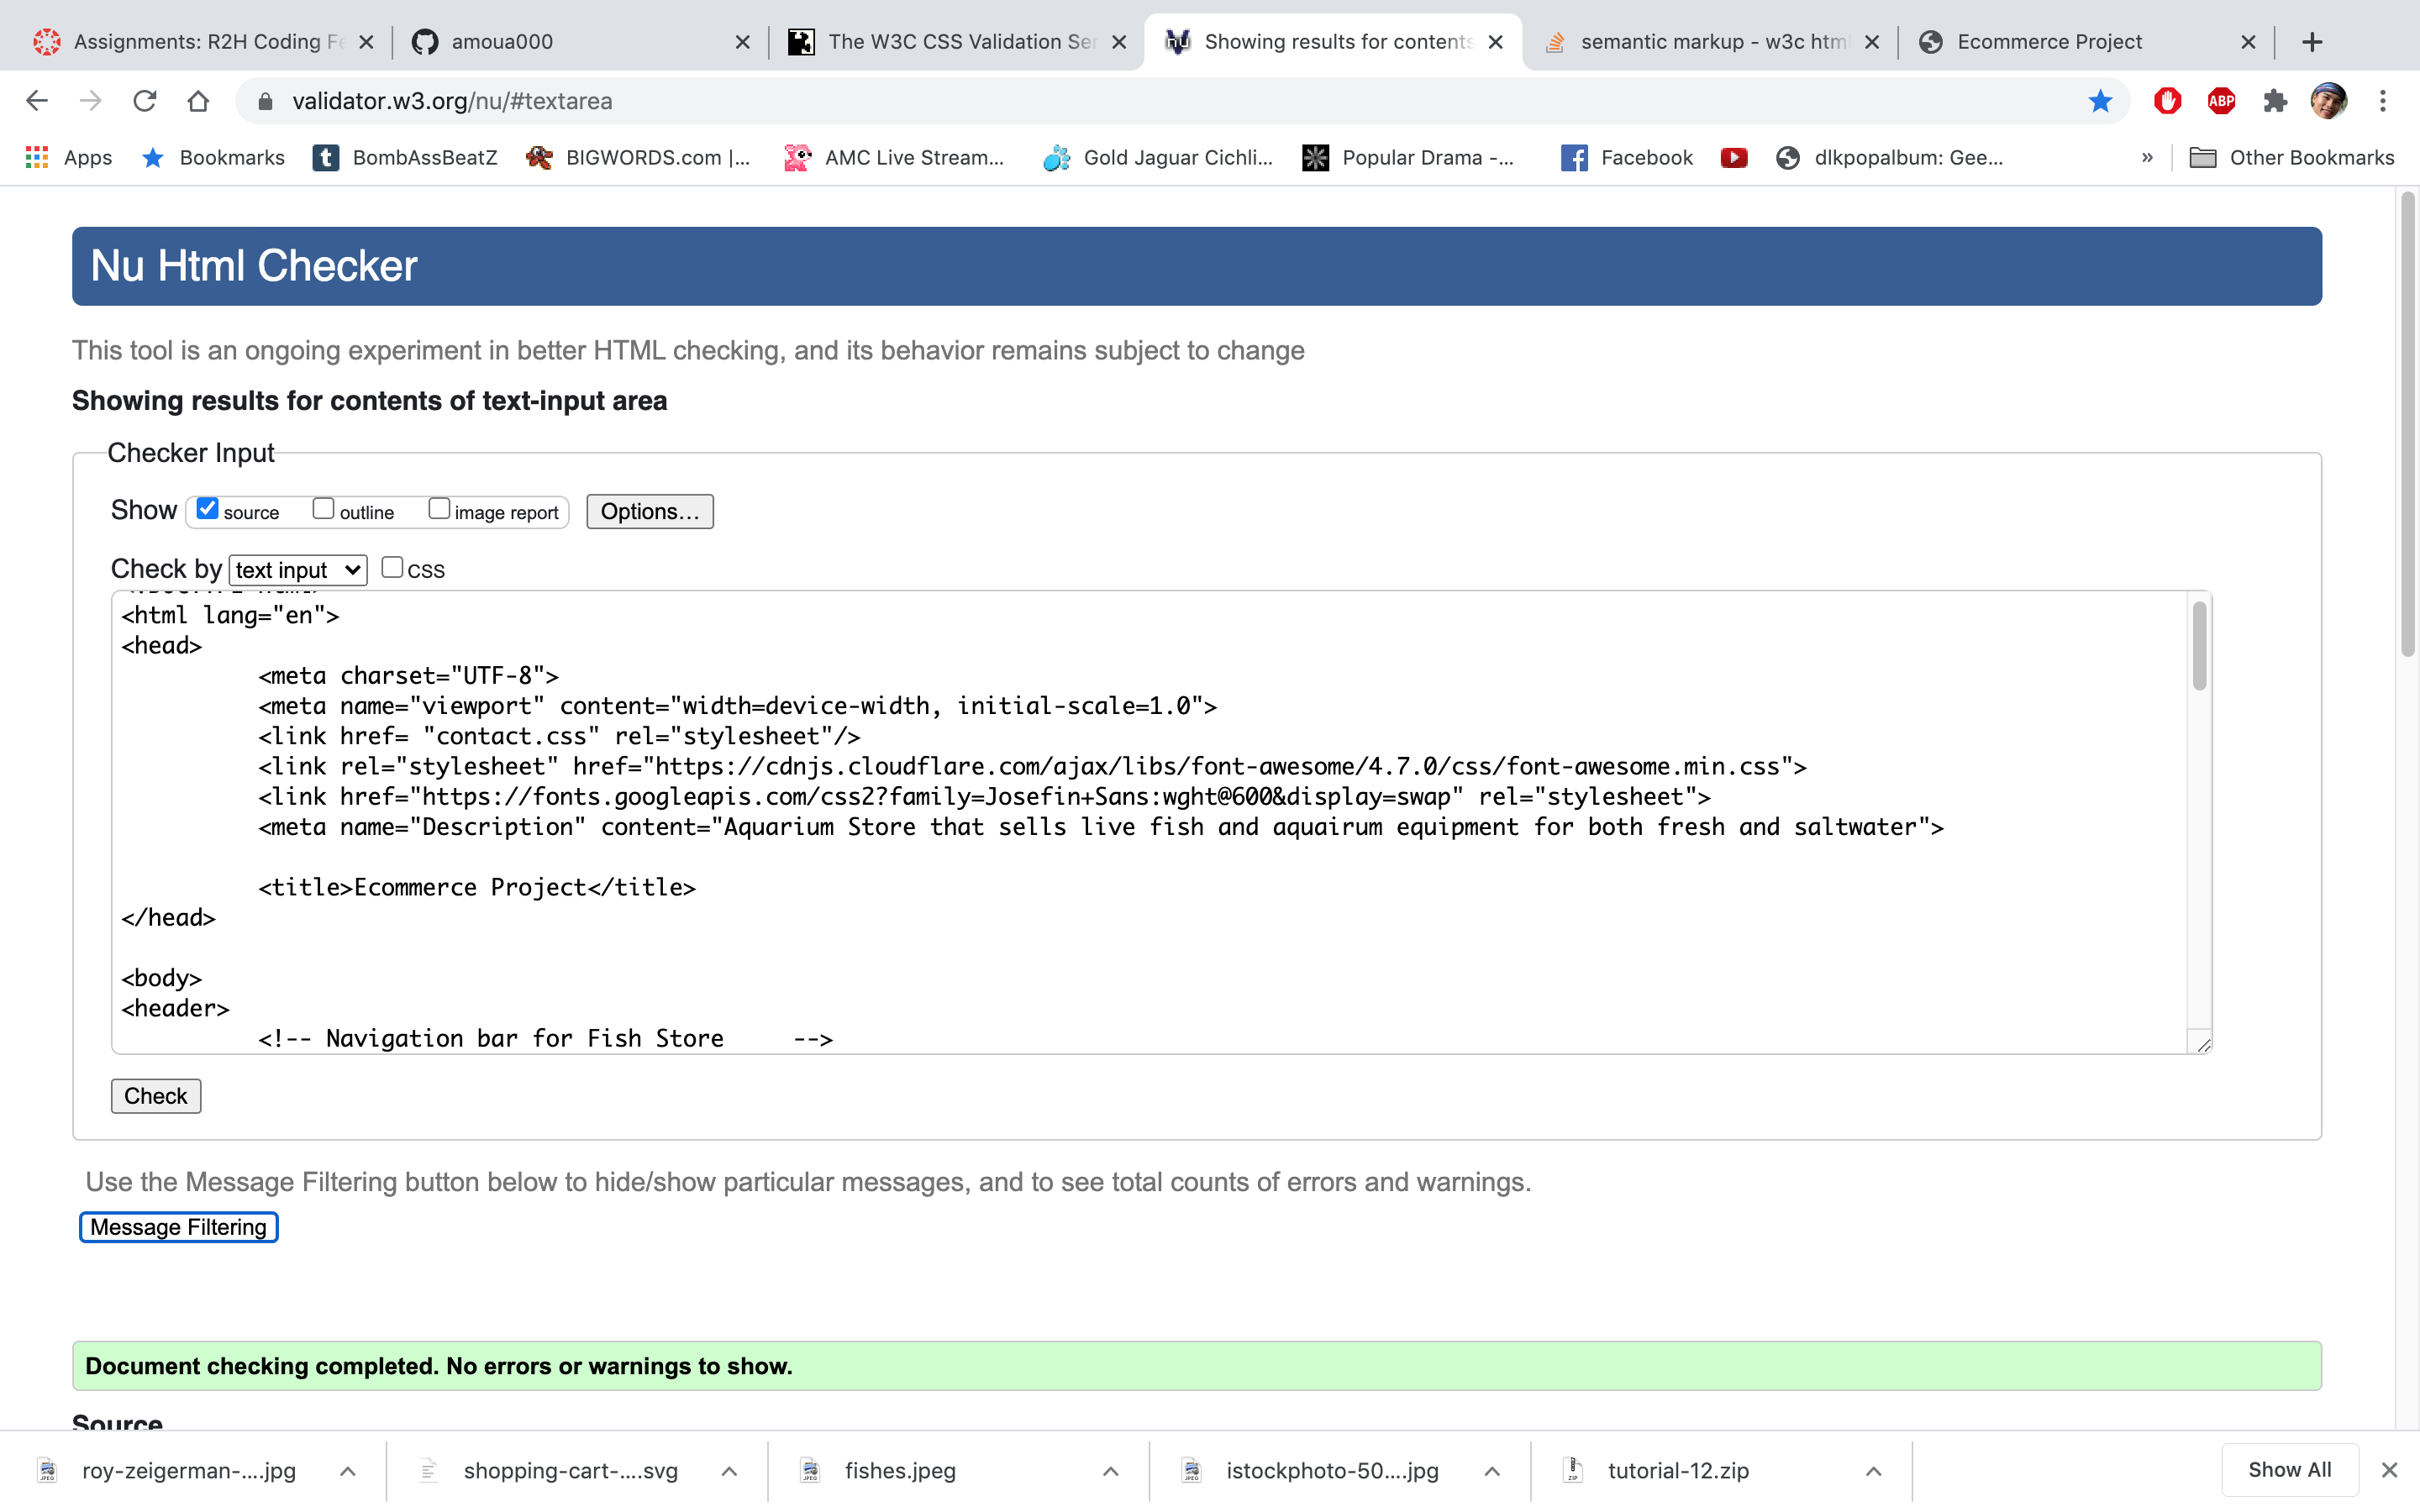 Assignments: R2H Coding Fe
amoua000
The W3C CSS Validation Ser
Showing results for contents
semantic markup - w3c html
Ecommerce Project
validator.w3.org/nu/#textarea
ABP
Apps
Bookmarks
BombAssBeatZ
BIGWORDS.com |...
AMC Live Stream...
Gold Jaguar Cichli...
Popular Drama -...
Facebook
dlkpopalbum: Gee...
»
Other Bookmarks
Nu Html Checker
This tool is an ongoing experiment in better HTML checking, and its behavior remains subject to change
Showing results for contents of text-input area
Checker Input
Show source outline image report Options...
Check by text input CSS
<!DOCTYPE html>
<html lang="en">
<head>
<meta charset="UTF-8">
<meta name="viewport" content="width=device-width, initial-scale=1.0">
<link href= "contact.css" rel="stylesheet"/>
<link rel="stylesheet" href="https://cdnjs.cloudflare.com/ajax/libs/font-awesome/4.7.0/css/font-awesome.min.css">
<link href="https://fonts.googleapis.com/css2?family=Josefin+Sans:wght@600&display=swap" rel="stylesheet">
<meta name="Description" content="Aquarium Store that sells live fish and aquairum equipment for both fresh and saltwater">
<title>Ecommerce Project</title>
</head>
<body>
<header>
<!-- Navigation bar for Fish Store -->
Check
Use the Message Filtering button below to hide/show particular messages, and to see total counts of errors and warnings.
Message Filtering
Document checking completed. No errors or warnings to show.
Source
roy-zeigerman-....jpg
shopping-cart-....svg
fishes.jpeg
istockphoto-50....jpg
tutorial-12.zip
Show All